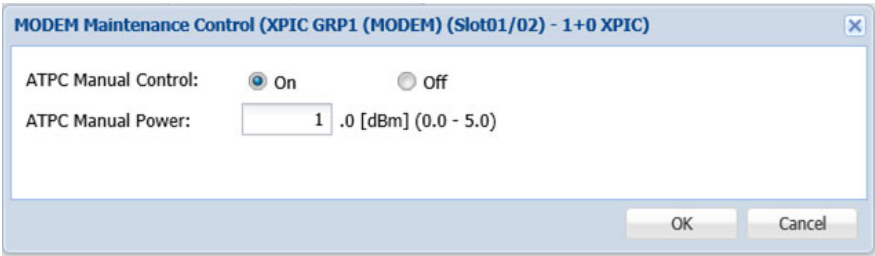 MODEM Maintenance Control (XPIC GRP1 (MODEM) (Slot01/02) - 1+0 XPIC)
ATPC Manual Control: On Off
ATPC Manual Power: 1 .0 [dBm] (0.0 - 5.0)
OK Cancel